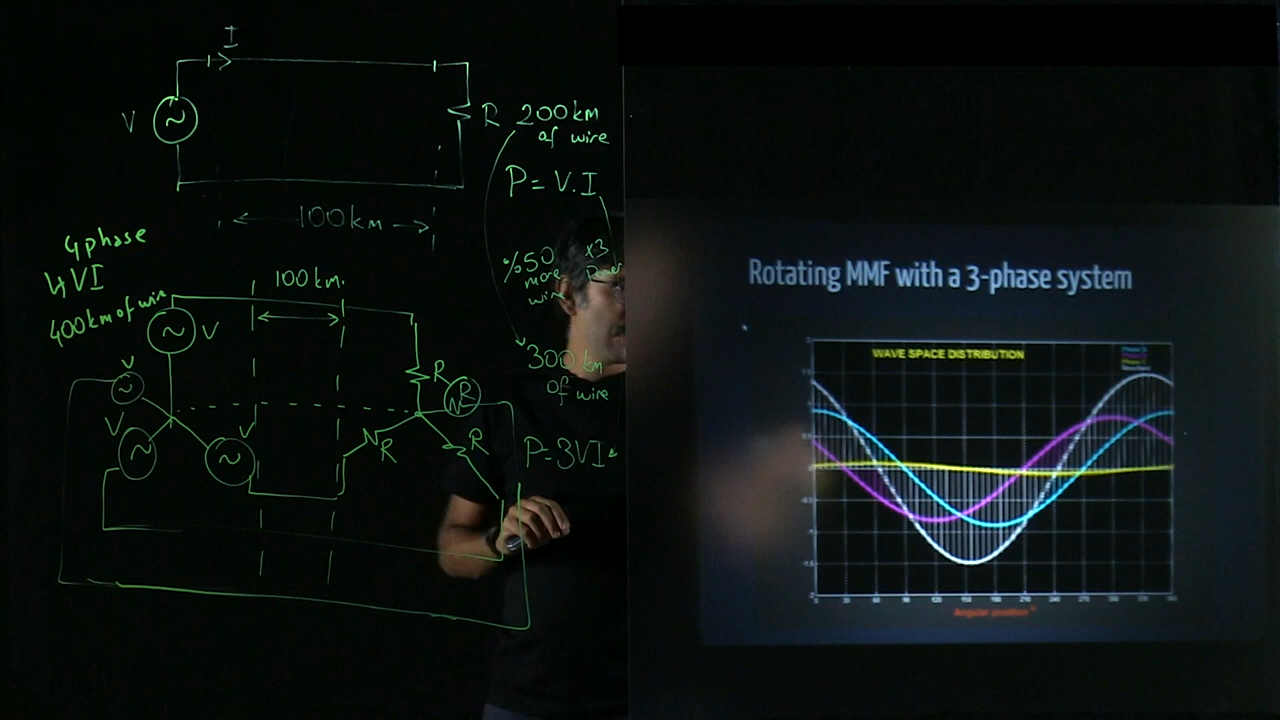 I
V
R
200km
of wire
P= V.I
100km
4 phase
4VI
400km of wire
100 km.
%50
more
wire
x3
Power
V
V
V
V
R
R
R
R
300 km
of wire
P=3VI
Rotating MMF with a 3-phase system
WAVE SPACE DISTRIBUTION
Angular position °